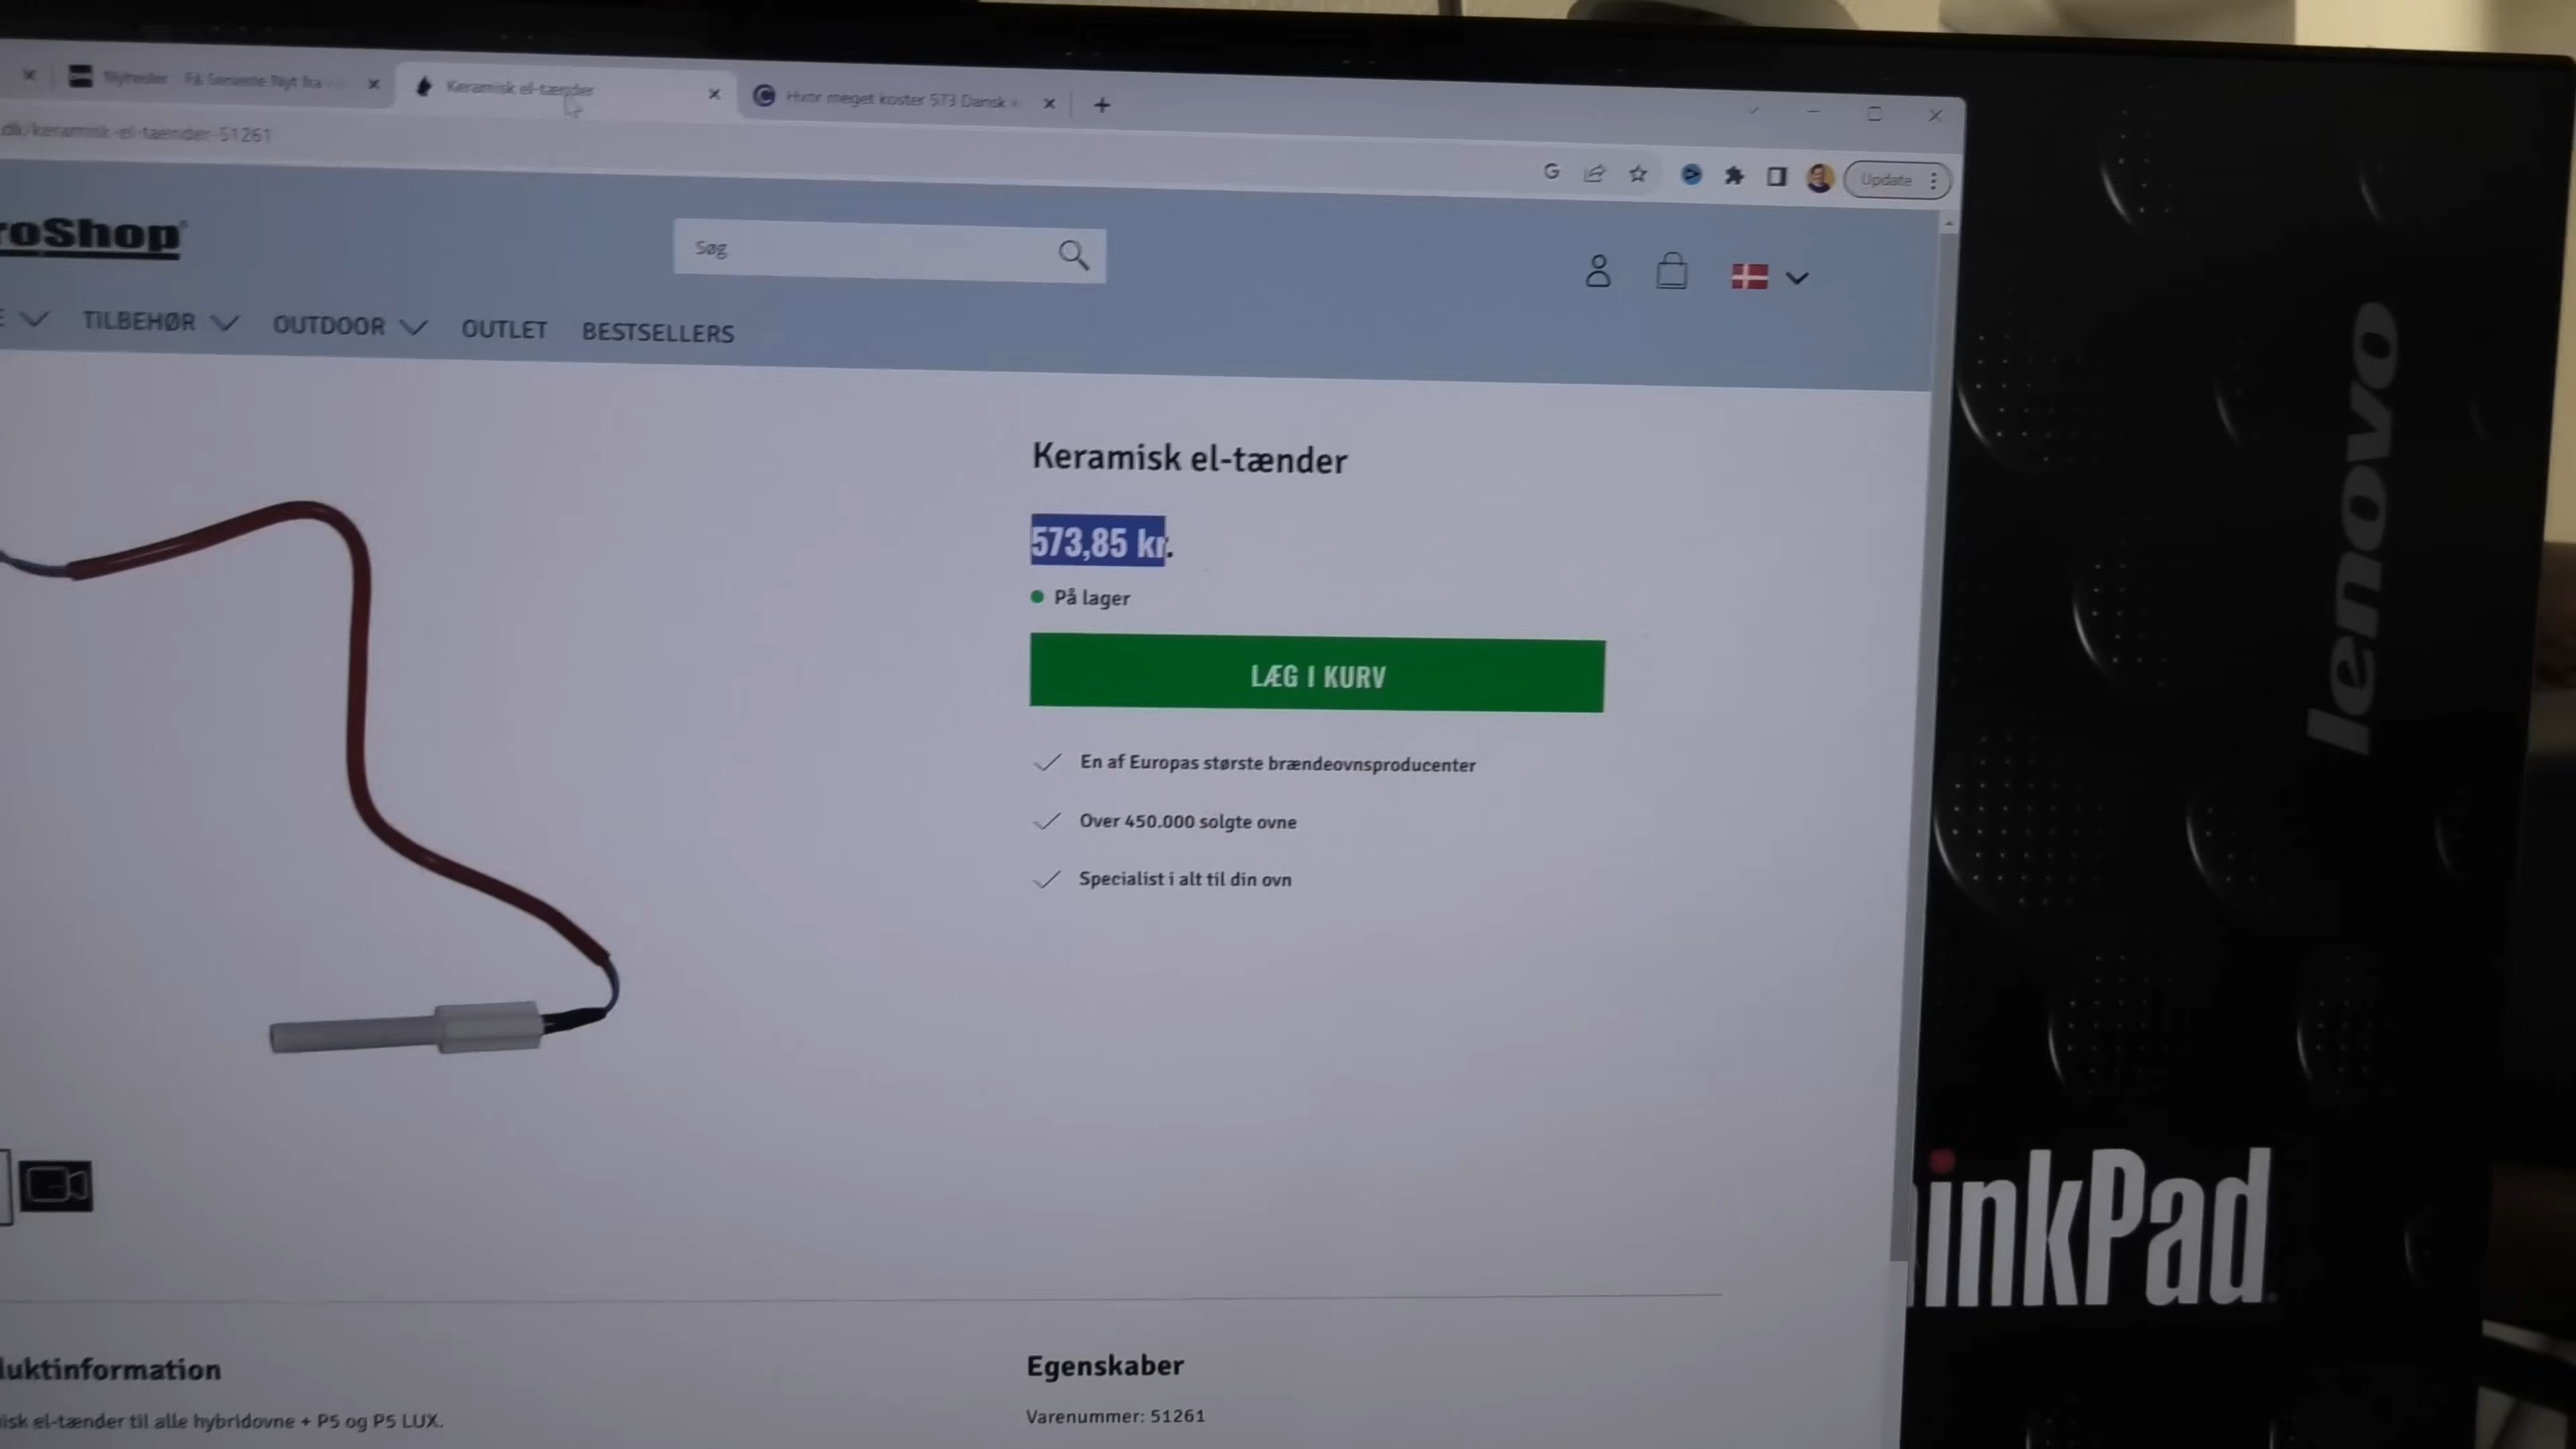 Keramisk el-tænder
Hvor meget koster 573 Dansk
dk/keramisk-el-taender-51261
Update
roShop
Søg
TILBEHØR
OUTDOOR
OUTLET
BESTSELLERS
Keramisk el-tænder
573,85 kr.
På lager
LÆG I KURV
En af Europas største brændeovnsproducenter
Over 450.000 solgte ovne
Specialist i alt til din ovn
lenovo
inkPad
luktinformation
Egenskaber
isk el-tænder til alle hybridovne + P5 og P5 LUX.
Varenummer: 51261